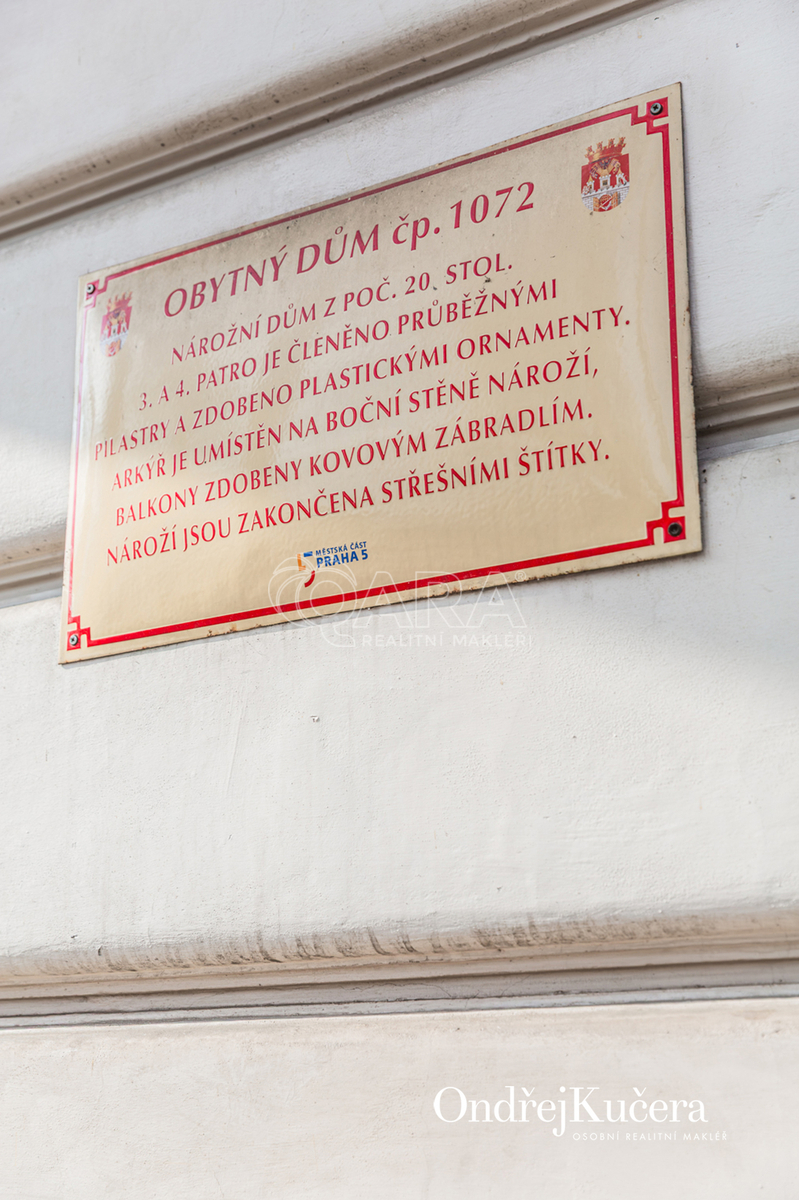 OBYTNÝ DŮM čp. 1072
NÁROŽNÍ DŮM Z POČ. 20. STOL.
3. A 4. PATRO JE ČLENĚNO PRŮBĚŽNÝMI
PILASTRY A ZDOBENO PLASTICKÝMI ORNAMENTY.
ARKÝŘ JE UMÍSTĚN NA BOČNÍ STĚNĚ NÁROŽÍ,
BALKONY ZDOBENY KOVOVÝM ZÁBRADLÍM.
NÁROŽÍ JSOU ZAKONČENA STŘEŠNÍMI ŠTÍTKY.
5 MĚSTSKÁ ČÁST
PRAHA 5
QARA
REALITNÍ MAKLÉŘI
OndřejKučera
OSOBNÍ REALITNÍ MAKLÉŘ